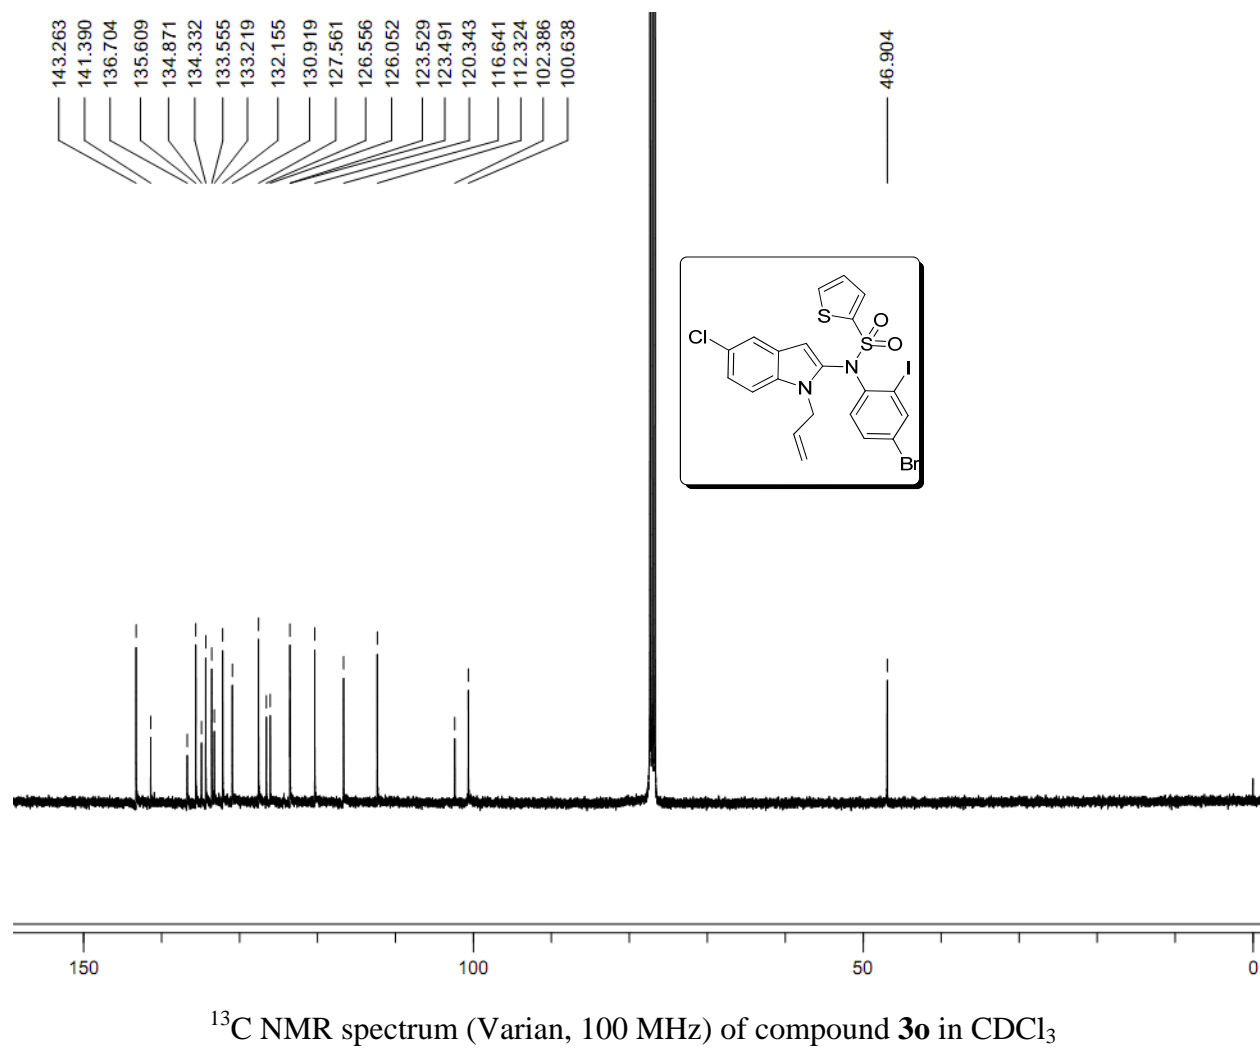 143.263
141.390
136.704
135.609
134.871
134.332
133.555
133.219
132.155
130.919
127.561
126.556
126.052
123.529
123.491
120.343
116.641
112.324
102.386
100.638
46.904
S
O
S=O
Cl
N
N
I
Br
150
100
50
0
¹³C NMR spectrum (Varian, 100 MHz) of compound 3o in CDCl₃